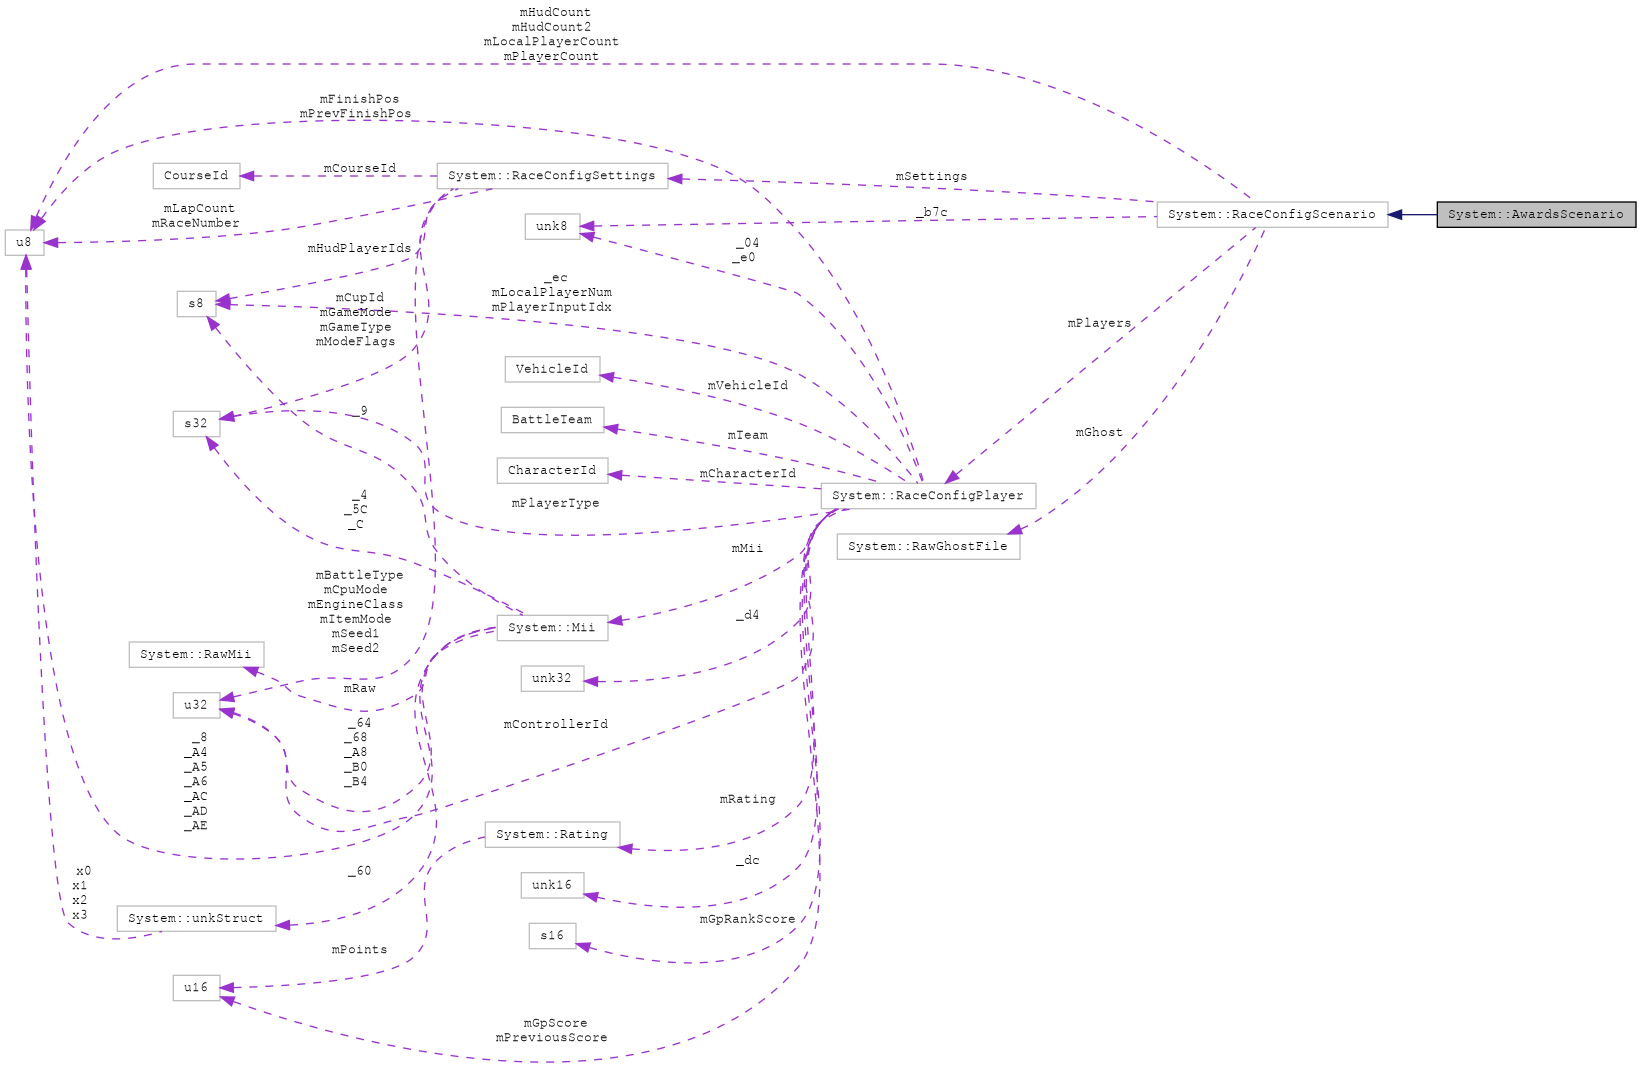 mHudCount
mHudCount2
mLocalPlayerCount
mPlayerCount
mFinishPos
mPrevFinishPos
CourseId
mCourseId
System::RaceConfigSettings
mSettings
mLapCount
mRaceNumber
u8
unk8
_b7c
System::RaceConfigScenario
System::AwardsScenario
mHudPlayerIds
_04
_e0
s8
_ec
mLocalPlayerNum
mPlayerInputIdx
mCupId
mGameMode
mGameType
mModeFlags
mPlayers
VehicleId
mVehicleId
s32
_9
BattleTeam
mTeam
mGhost
CharacterId
mCharacterId
System::RaceConfigPlayer
_4
_5C
_C
mPlayerType
System::RawGhostFile
mMii
mBattleType
mCpuMode
mEngineClass
mItemMode
mSeed1
mSeed2
System::Mii
_d4
System::RawMii
unk32
mRaw
u32
mControllerId
_64
_68
_A8
_B0
_B4
_8
_A4
_A5
_A6
_AC
_AD
_AE
mRating
System::Rating
_60
_dc
x0
x1
x2
x3
unk16
System::unkStruct
mGpRankScore
s16
mPoints
u16
mGpScore
mPreviousScore